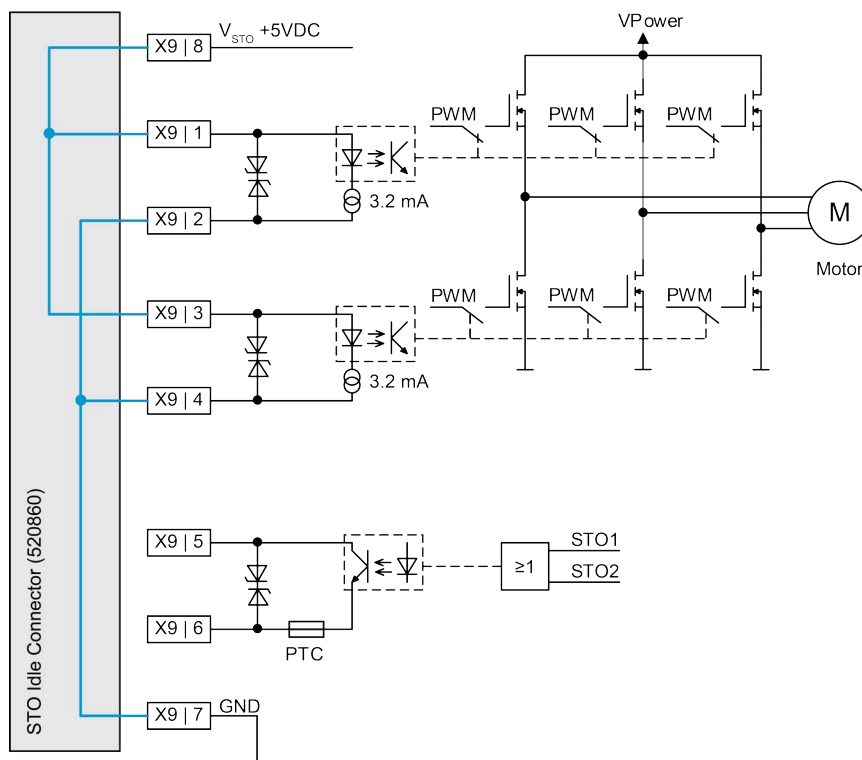 VPower
X9 | 8
V_STO +5VDC
X9 | 1
PWM
PWM
PWM
X9 | 2
3.2 mA
M
Motor
X9 | 3
PWM
PWM
PWM
X9 | 4
3.2 mA
X9 | 5
STO1
≥1
STO2
X9 | 6
PTC
X9 | 7
GND
STO Idle Connector (520860)